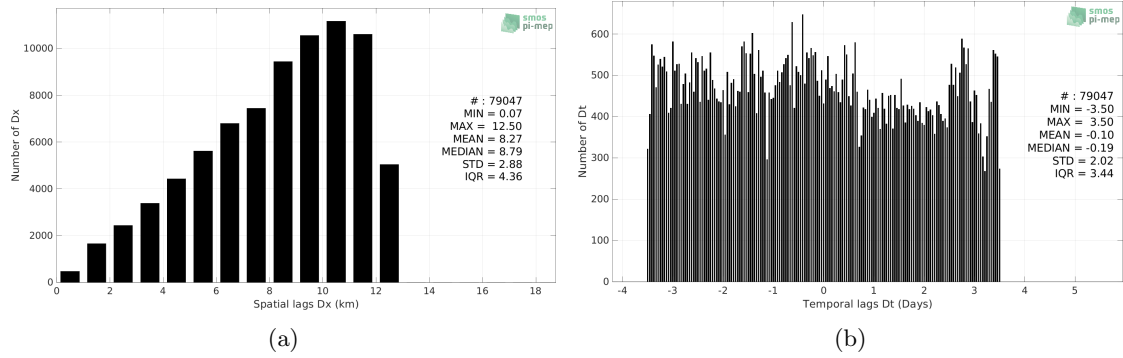 smos
pi-mep
10000
8000
6000
4000
2000
0
Number of Dx
# : 79047
MIN = 0.07
MAX = 12.50
MEAN = 8.27
MEDIAN = 8.79
STD = 2.88
IQR = 4.36
0 2 4 6 8 10 12 14 16 18
Spatial lags Dx (km)
(a)
smos
pi-mep
600
500
400
300
200
100
0
Number of Dt
# : 79047
MIN = -3.50
MAX = 3.50
MEAN = -0.10
MEDIAN = -0.19
STD = 2.02
IQR = 3.44
-4 -3 -2 -1 0 1 2 3 4 5
Temporal lags Dt (Days)
(b)